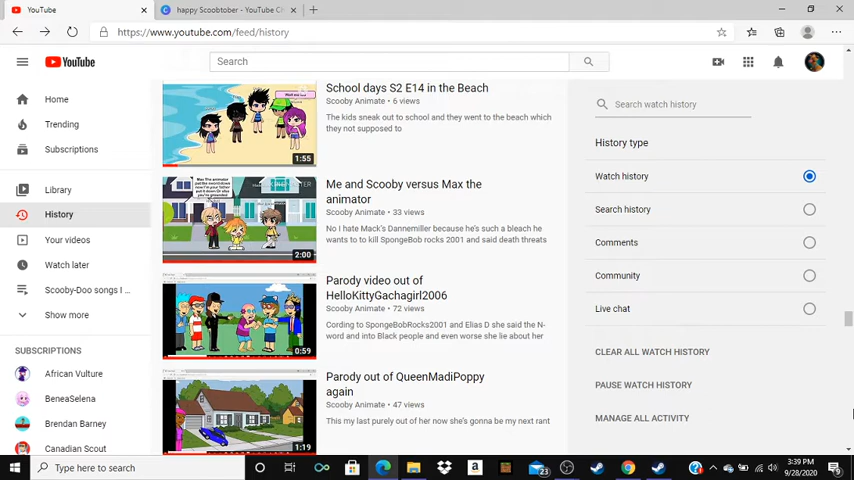 YouTube
happy Scoobtober - YouTube C
https://www.youtube.com/feed/history
YouTube
Search
Home
Trending
Subscriptions
Library
History
Your videos
Watch later
Scooby-Doo songs I ...
Show more
SUBSCRIPTIONS
African Vulture
BeneaSelena
Brendan Barney
Canadian Scout
School days S2 E14 in the Beach
Scooby Animate • 6 views
The kids sneak out to school and they went to the beach which
they not supposed to
1:55
Me and Scooby versus Max the
animator
Scooby Animate • 33 views
No I hate Mack's Dannemiller because he's such a bleach he
wants to to kill SpongeBob rocks 2001 and said death threats
2:00
Parody video out of
HelloKittyGachagirl2006
Scooby Animate • 72 views
Cording to SpongeBobRocks2001 and Elias D she said the N-
word and into Black people and even worse she lie about her
0:59
Parody out of QueenMadiPoppy
again
Scooby Animate • 47 views
This my last purely out of her now she's gonna be my next rant
1:19
Search watch history
History type
Watch history
Search history
Comments
Community
Live chat
CLEAR ALL WATCH HISTORY
PAUSE WATCH HISTORY
MANAGE ALL ACTIVITY
Type here to search
23
3:39 PM
9/28/2020